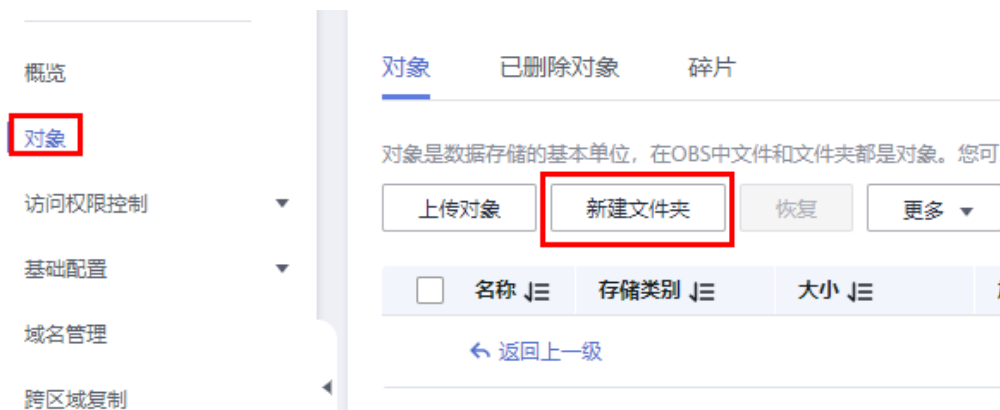 概览
对象
访问权限控制
基础配置
域名管理
跨区域复制
对象 已删除对象 碎片
对象是数据存储的基本单位，在OBS中文件和文件夹都是对象。您可
上传对象 新建文件夹 恢复 更多
名称 存储类别 大小
返回上一级